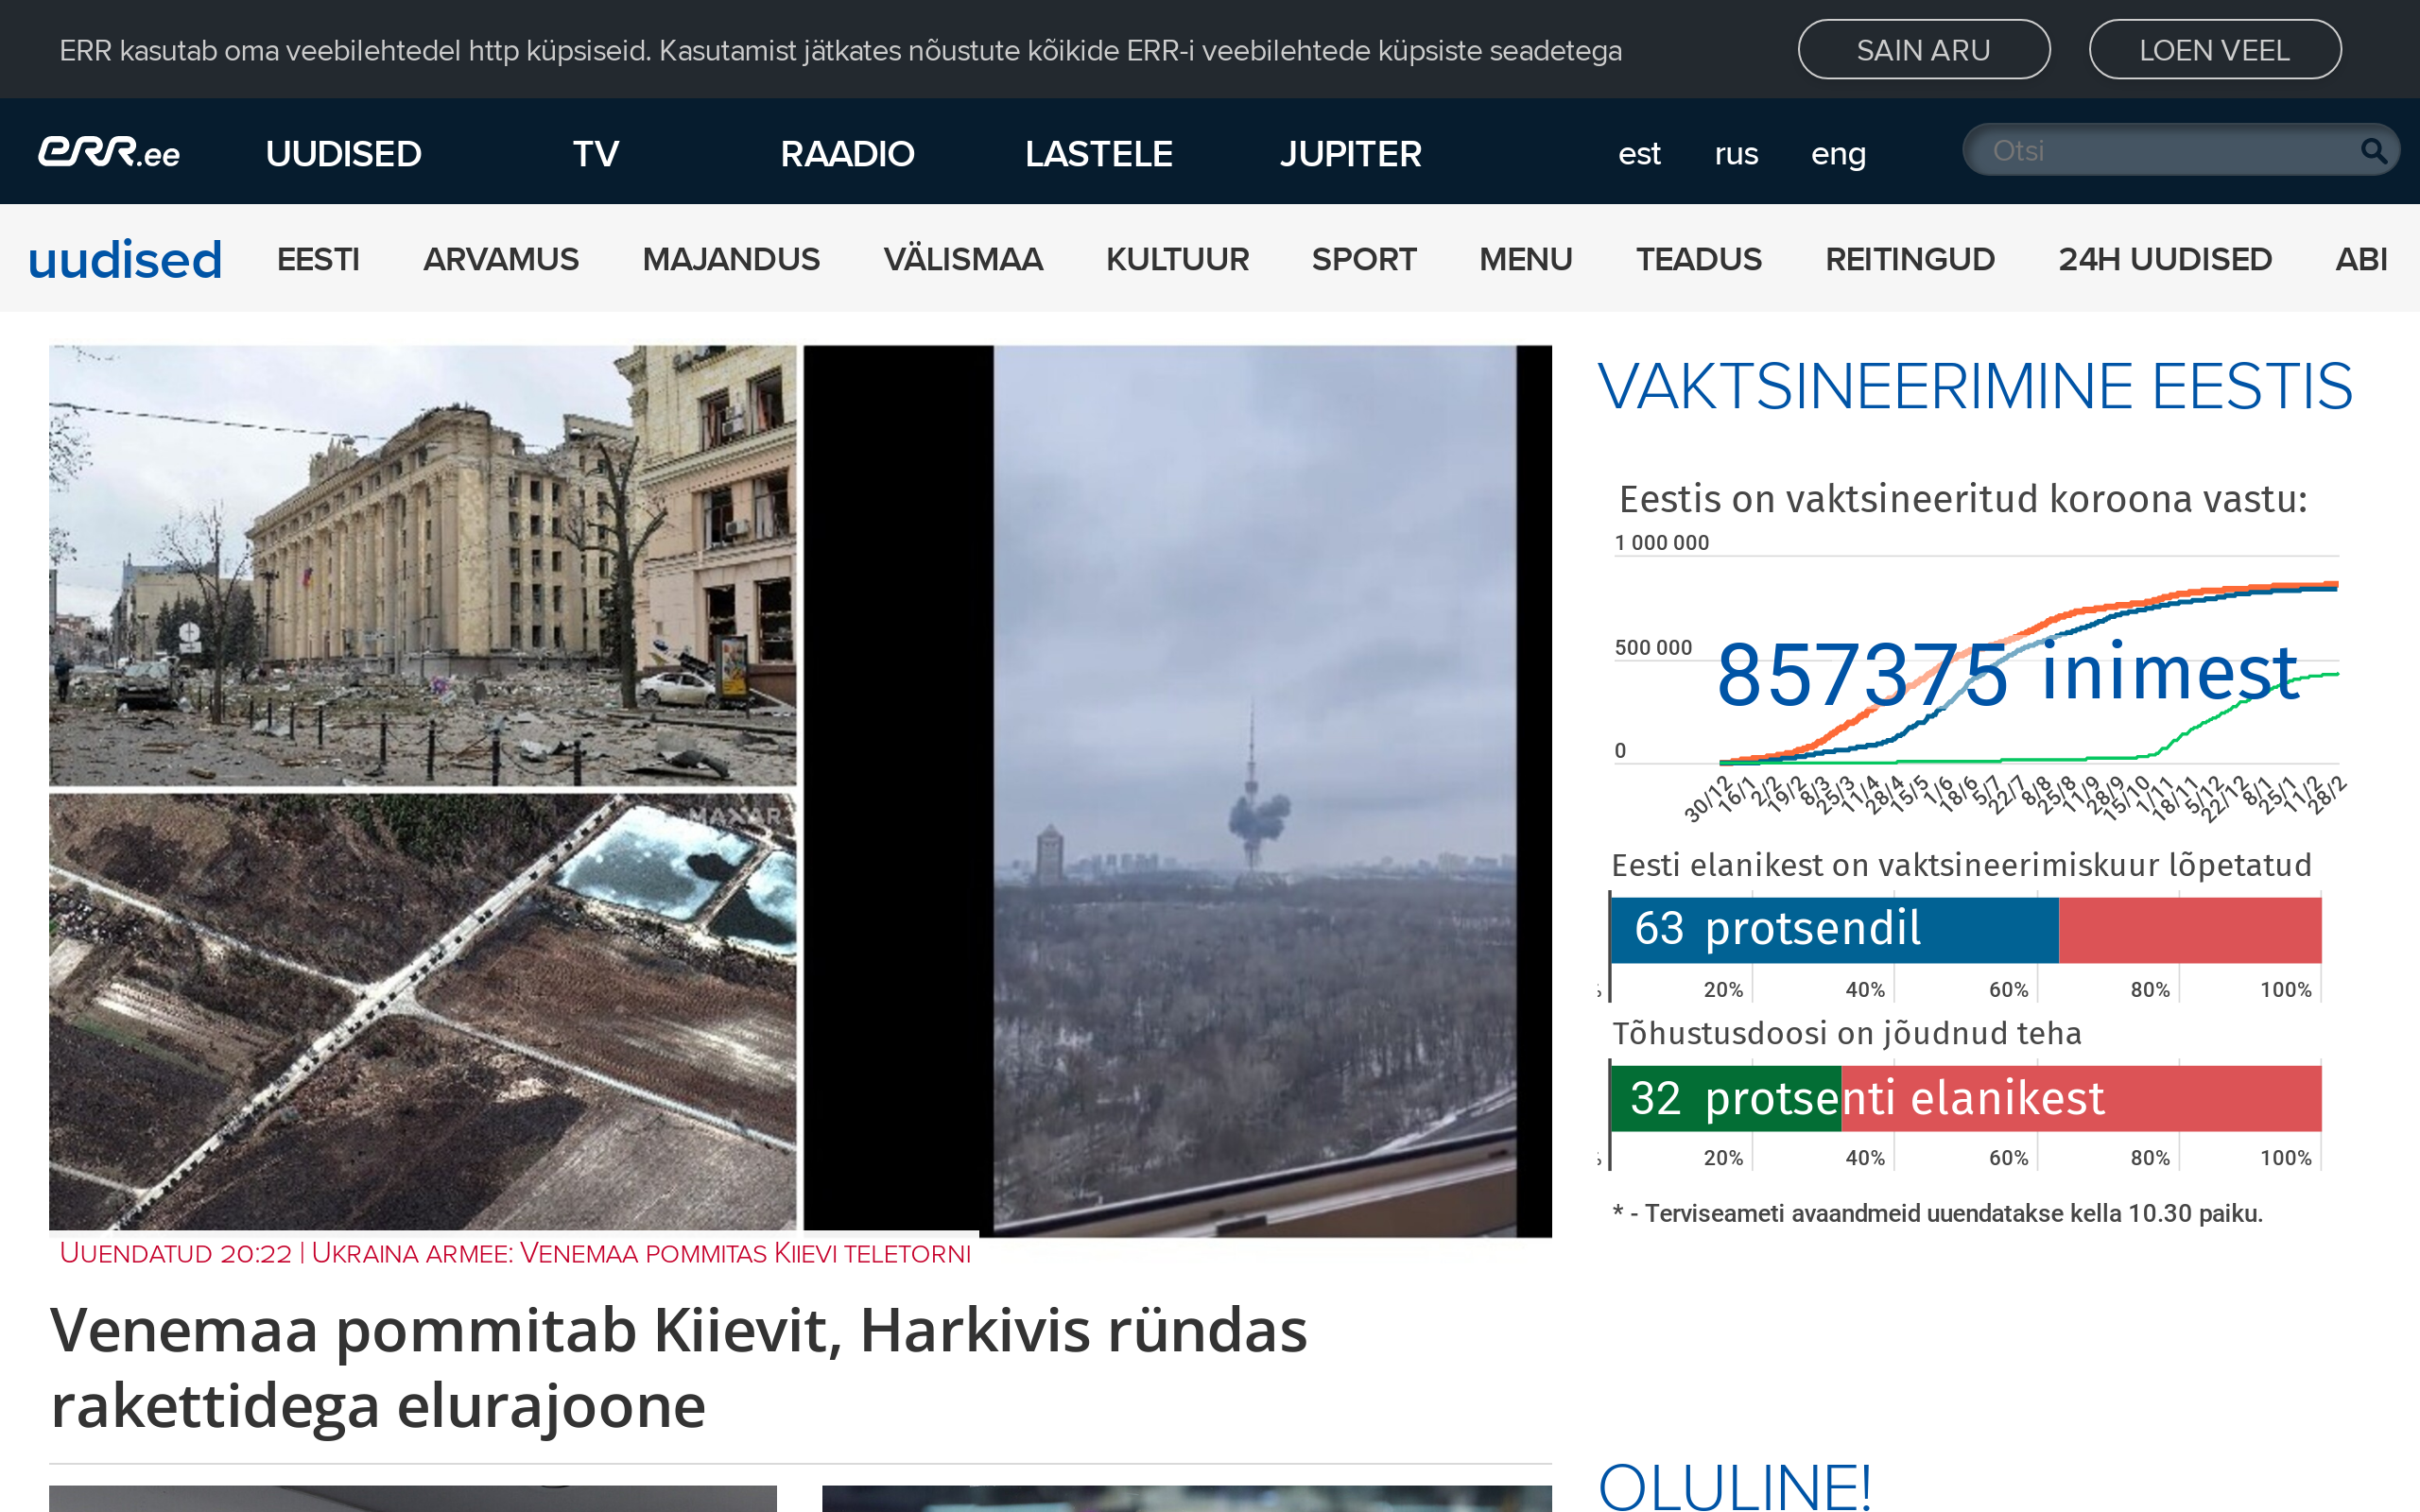 ERR kasutab oma veebilehtedel http küpsiseid. Kasutamist jätkates nõustute kõikide ERR-i veebilehtede küpsiste seadetega
SAIN ARU
LOEN VEEL
err.ee
UUDISED
TV
RAADIO
LASTELE
JUPITER
est
rus
eng
Otsi
uudised
EESTI
ARVAMUS
MAJANDUS
VÄLISMAA
KULTUUR
SPORT
MENU
TEADUS
REITINGUD
24H UUDISED
ABI
MAXAR
UUENDATUD 20:22 | UKRAINA ARMEE: VENEMAA POMMITAS KIIEVI TELETORNI
Venemaa pommitab Kiievit, Harkivis ründas
rakettidega elurajoone
VAKTSINEERIMINE EESTIS
Eestis on vaktsineeritud koroona vastu:
1 000 000
500 000
857375 inimest
0
30/12 16/1 2/2 19/2 8/3 25/3 11/4 28/4 15/5 1/6 18/6 5/7 22/7 8/8 25/8 11/9 28/9 15/10 1/11 18/11 5/12 22/12 8/1 25/1 11/2 28/2
Eesti elanikest on vaktsineerimiskuur lõpetatud
63 protsendil
20% 40% 60% 80% 100%
Tõhustusdoosi on jõudnud teha
32 protsenti elanikest
20% 40% 60% 80% 100%
* - Terviseameti avaandmeid uuendatakse kella 10.30 paiku.
OLULINE!